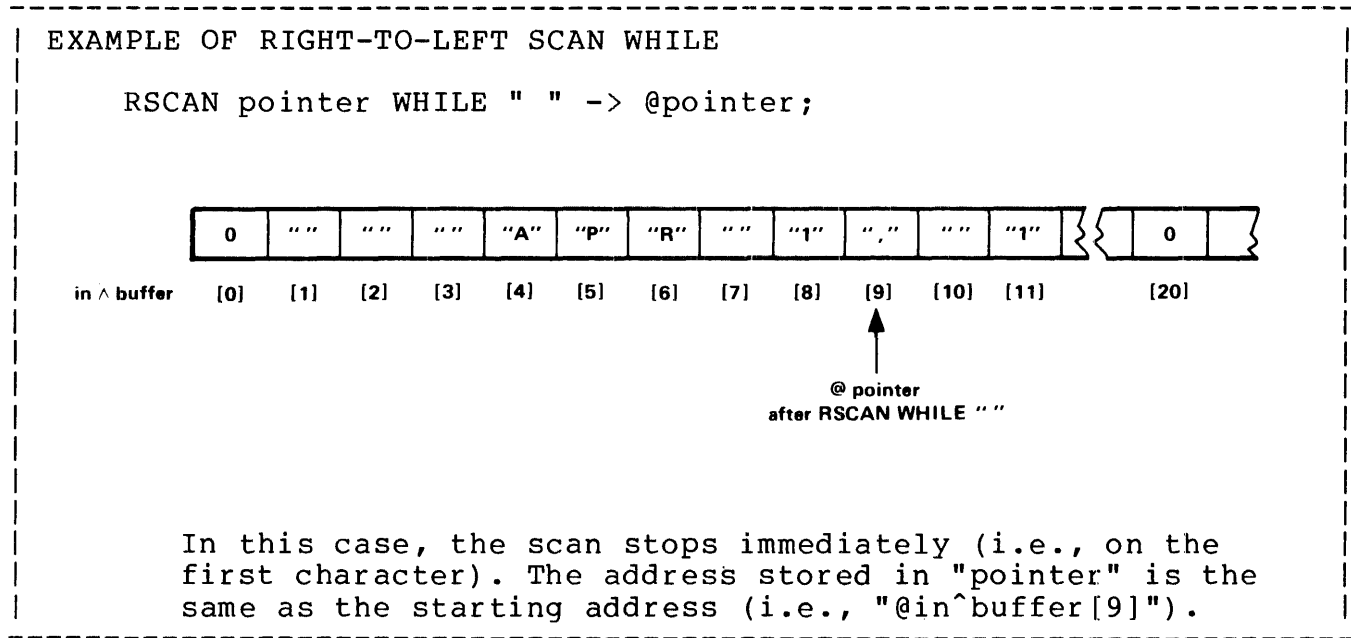 EXAMPLE OF RIGHT-TO-LEFT SCAN WHILE
RSCAN pointer WHILE " " -> @pointer;
0 " " " " " " "A" "P" "R" " " "1" "," " " "1" 0
in ∧ buffer [0] [1] [2] [3] [4] [5] [6] [7] [8] [9] [10] [11] [20]
@ pointer
after RSCAN WHILE " "
In this case, the scan stops immediately (i.e., on the
first character). The address stored in "pointer" is the
same as the starting address (i.e., "@in^buffer[9]").